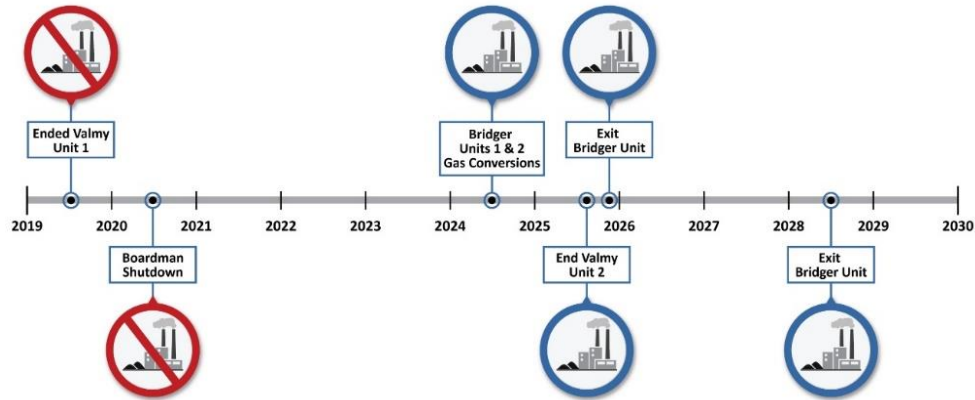 Ended Valmy
Unit 1
Bridger
Units 1 & 2
Gas Conversions
Exit
Bridger Unit
2019
2020
2021
2022
2023
2024
2025
2026
2027
2028
2029
2030
Boardman
Shutdown
End Valmy
Unit 2
Exit
Bridger Unit